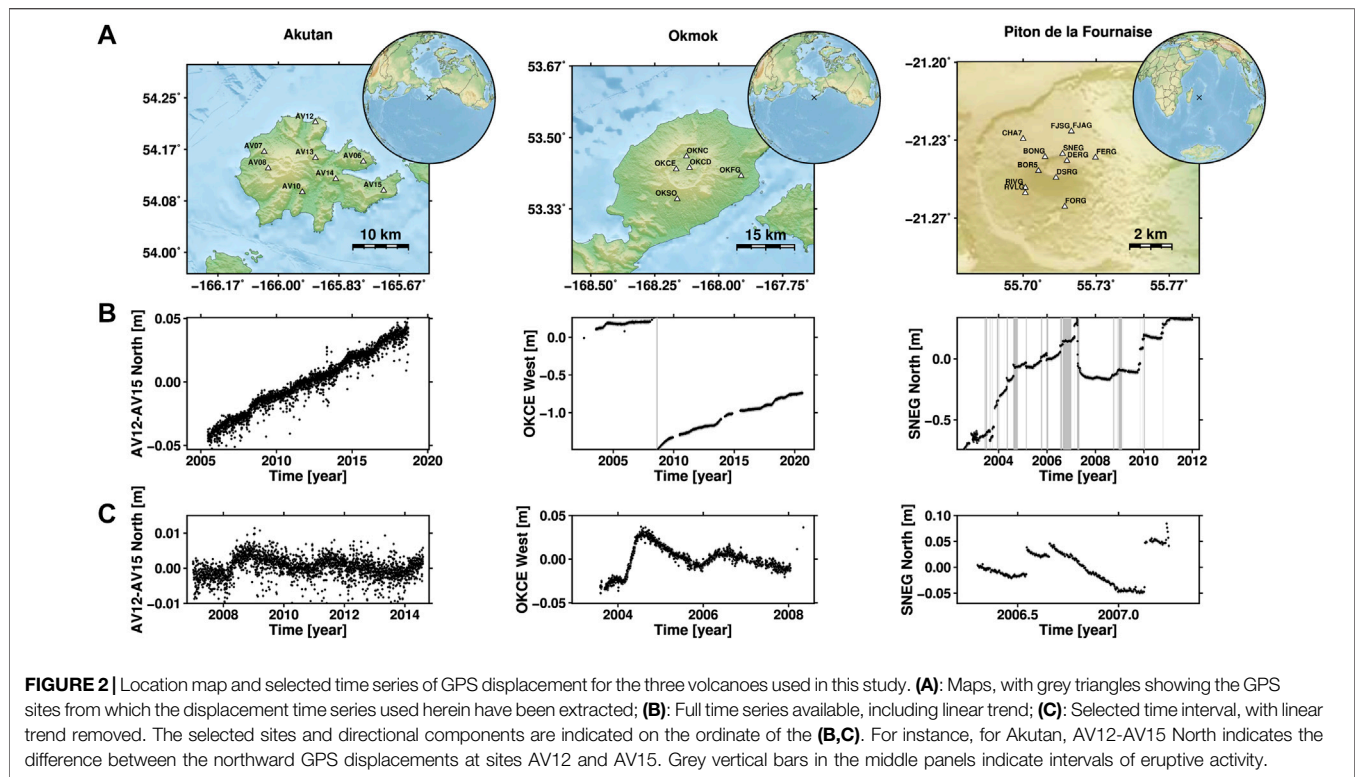 A
Akutan
Okmok
Piton de la Fournaise
54.25°
54.17°
54.08°
54.00°
AV12
AV07
AV08
AV13
AV06
AV14
AV10
AV15
10 km
−166.17° −166.00° −165.83° −165.67°
53.67°
53.50°
53.33°
OKNC
OKCE
OKCD
OKFG
OKSO
15 km
−168.50° −168.25° −168.00° −167.75°
−21.20°
−21.23°
−21.27°
FJSG FJAG
CHA7
SNEG
BONG
DERG
FERG
BOR5
DSRG
RIVG
RVLG
FORG
2 km
55.70° 55.73° 55.77°
B
AV12-AV15 North [m]
0.05
0.00
−0.05
2005 2010 2015 2020
Time [year]
OKCE West [m]
0.0
−0.5
−1.0
2005 2010 2015 2020
Time [year]
SNEG North [m]
0.0
−0.5
2004 2006 2008 2010 2012
Time [year]
C
AV12-AV15 North [m]
0.01
0.00
−0.01
2008 2010 2012 2014
Time [year]
OKCE West [m]
0.05
0.00
−0.05
2004 2006 2008
Time [year]
SNEG North [m]
0.10
0.05
0.00
−0.05
2006.5 2007.0
Time [year]
FIGURE 2 | Location map and selected time series of GPS displacement for the three volcanoes used in this study. (A): Maps, with grey triangles showing the GPS
sites from which the displacement time series used herein have been extracted; (B): Full time series available, including linear trend; (C): Selected time interval, with linear
trend removed. The selected sites and directional components are indicated on the ordinate of the (B,C). For instance, for Akutan, AV12-AV15 North indicates the
difference between the northward GPS displacements at sites AV12 and AV15. Grey vertical bars in the middle panels indicate intervals of eruptive activity.